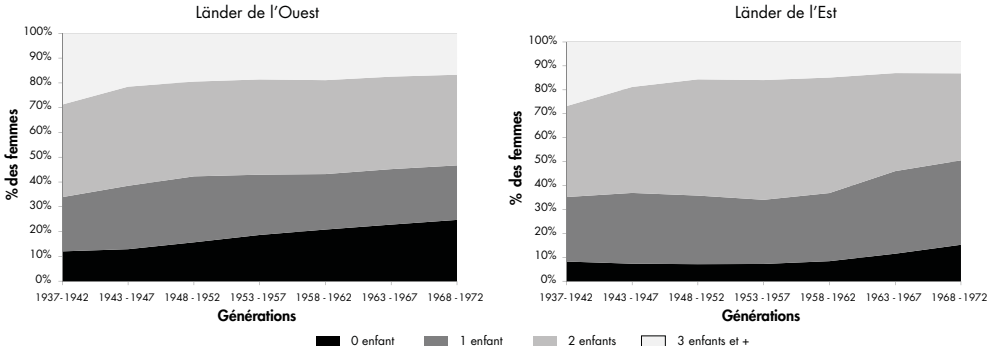 Länder de l’Ouest
100%
90%
80%
70%
60%
50%
40%
30%
20%
10%
0%
% des femmes
1937-1942 1943 - 1947 1948 - 1952 1953 - 1957 1958 - 1962 1963 - 1967 1968 - 1972
Générations
Länder de l’Est
100%
90%
80%
70%
60%
50%
40%
30%
20%
10%
0%
% des femmes
1937- 1942 1943 - 1947 1948 - 1952 1953 - 1957 1958 - 1962 1963 - 1967 1968 - 1972
Générations
0 enfant 1 enfant 2 enfants 3 enfants et +